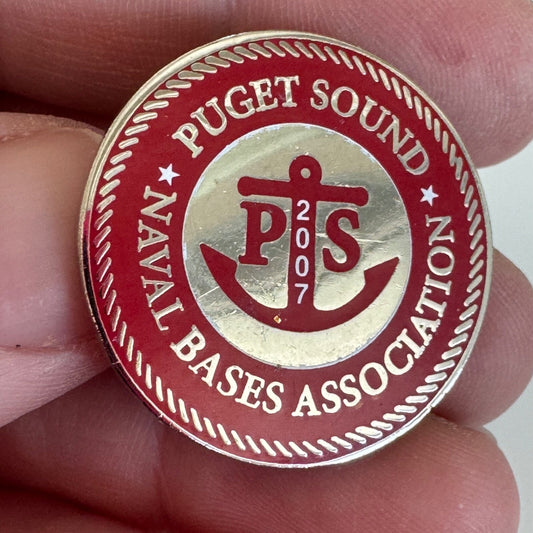 PUGET SOUND
P S
2007
NAVAL BASES ASSOCIATION